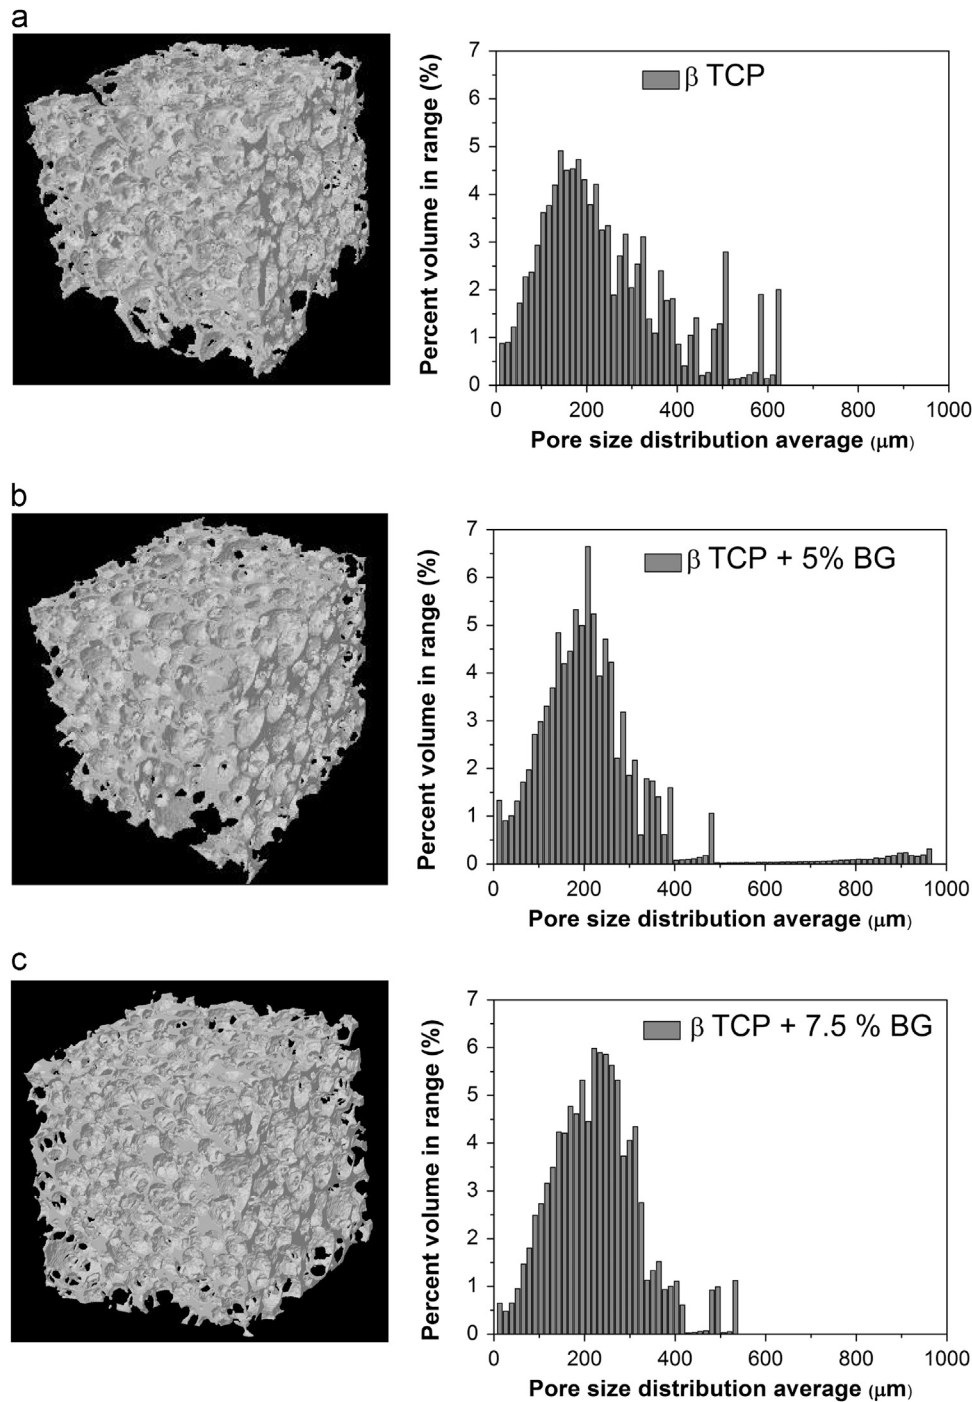 a
7
6
5
4
3
2
1
0
Percent volume in range (%)
β TCP
0 200 400 600 800 1000
Pore size distribution average (μm)
b
7
6
5
4
3
2
1
0
Percent volume in range (%)
β TCP + 5% BG
0 200 400 600 800 1000
Pore size distribution average (μm)
c
7
6
5
4
3
2
1
0
Percent volume in range (%)
β TCP + 7.5 % BG
0 200 400 600 800 1000
Pore size distribution average (μm)